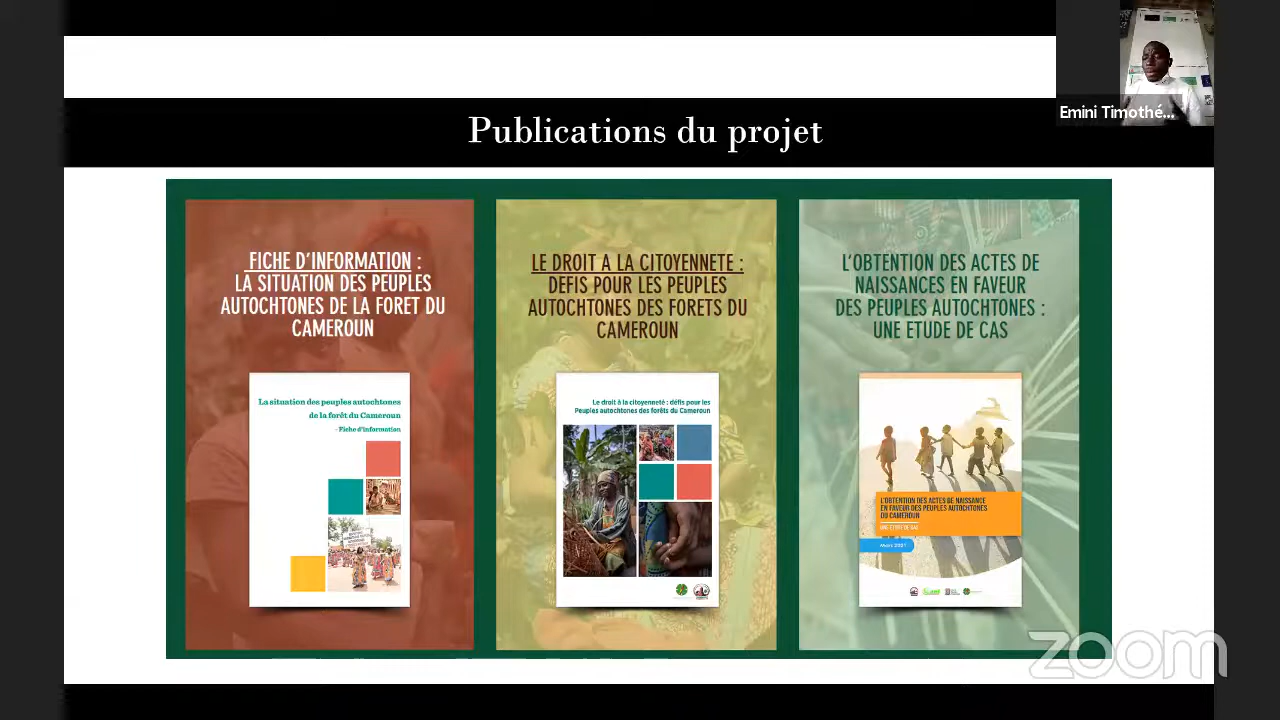 Emini Timothé...
Publications du projet
FICHE D'INFORMATION :
LA SITUATION DES PEUPLES
AUTOCHTONES DE LA FORET DU
CAMEROUN
La situation des peuples autochtones
de la forêt du Cameroun
- Fiche d'information
LE DROIT A LA CITOYENNETE :
DEFIS POUR LES PEUPLES
AUTOCHTONES DES FORETS DU
CAMEROUN
Le droit à la citoyenneté : défis pour les
Peuples autochtones des forêts du Cameroun
L'OBTENTION DES ACTES DE
NAISSANCES EN FAVEUR
DES PEUPLES AUTOCHTONES :
UNE ETUDE DE CAS
L'OBTENTION DES ACTES DE NAISSANCE
EN FAVEUR DES PEUPLES AUTOCHTONES
DU CAMEROUN
UNE ETUDE DE CAS
Mars 2021
zoom